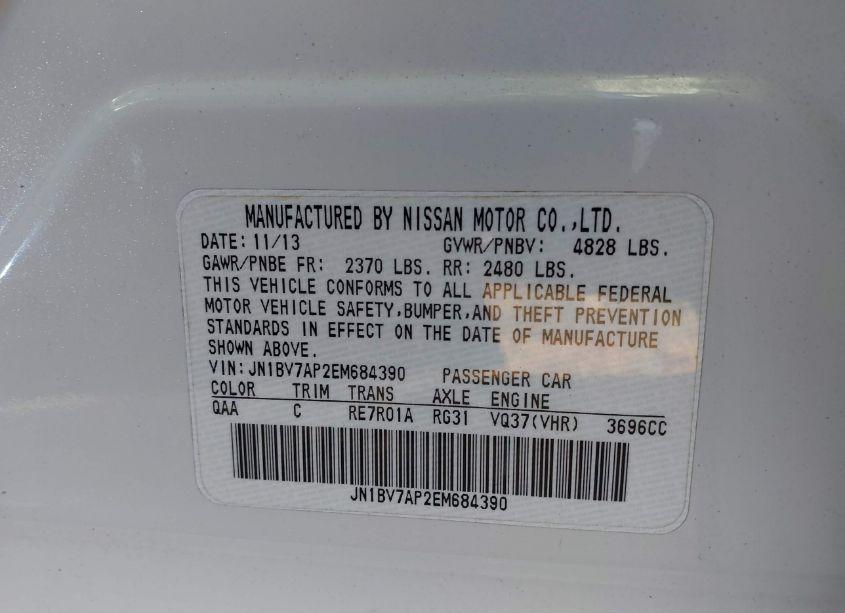 MANUFACTURED BY NISSAN MOTOR CO.,LTD.
DATE: 11/13 GVWR/PNBV: 4828 LBS.
GAWR/PNBE FR: 2370 LBS. RR: 2480 LBS.
THIS VEHICLE CONFORMS TO ALL APPLICABLE FEDERAL
MOTOR VEHICLE SAFETY,BUMPER,AND THEFT PREVENTION
STANDARDS IN EFFECT ON THE DATE OF MANUFACTURE
SHOWN ABOVE.
VIN: JN1BV7AP2EM684390 PASSENGER CAR
COLOR TRIM TRANS AXLE ENGINE
QAA C RE7R01A RG31 VQ37(VHR) 3696CC
JN1BV7AP2EM684390